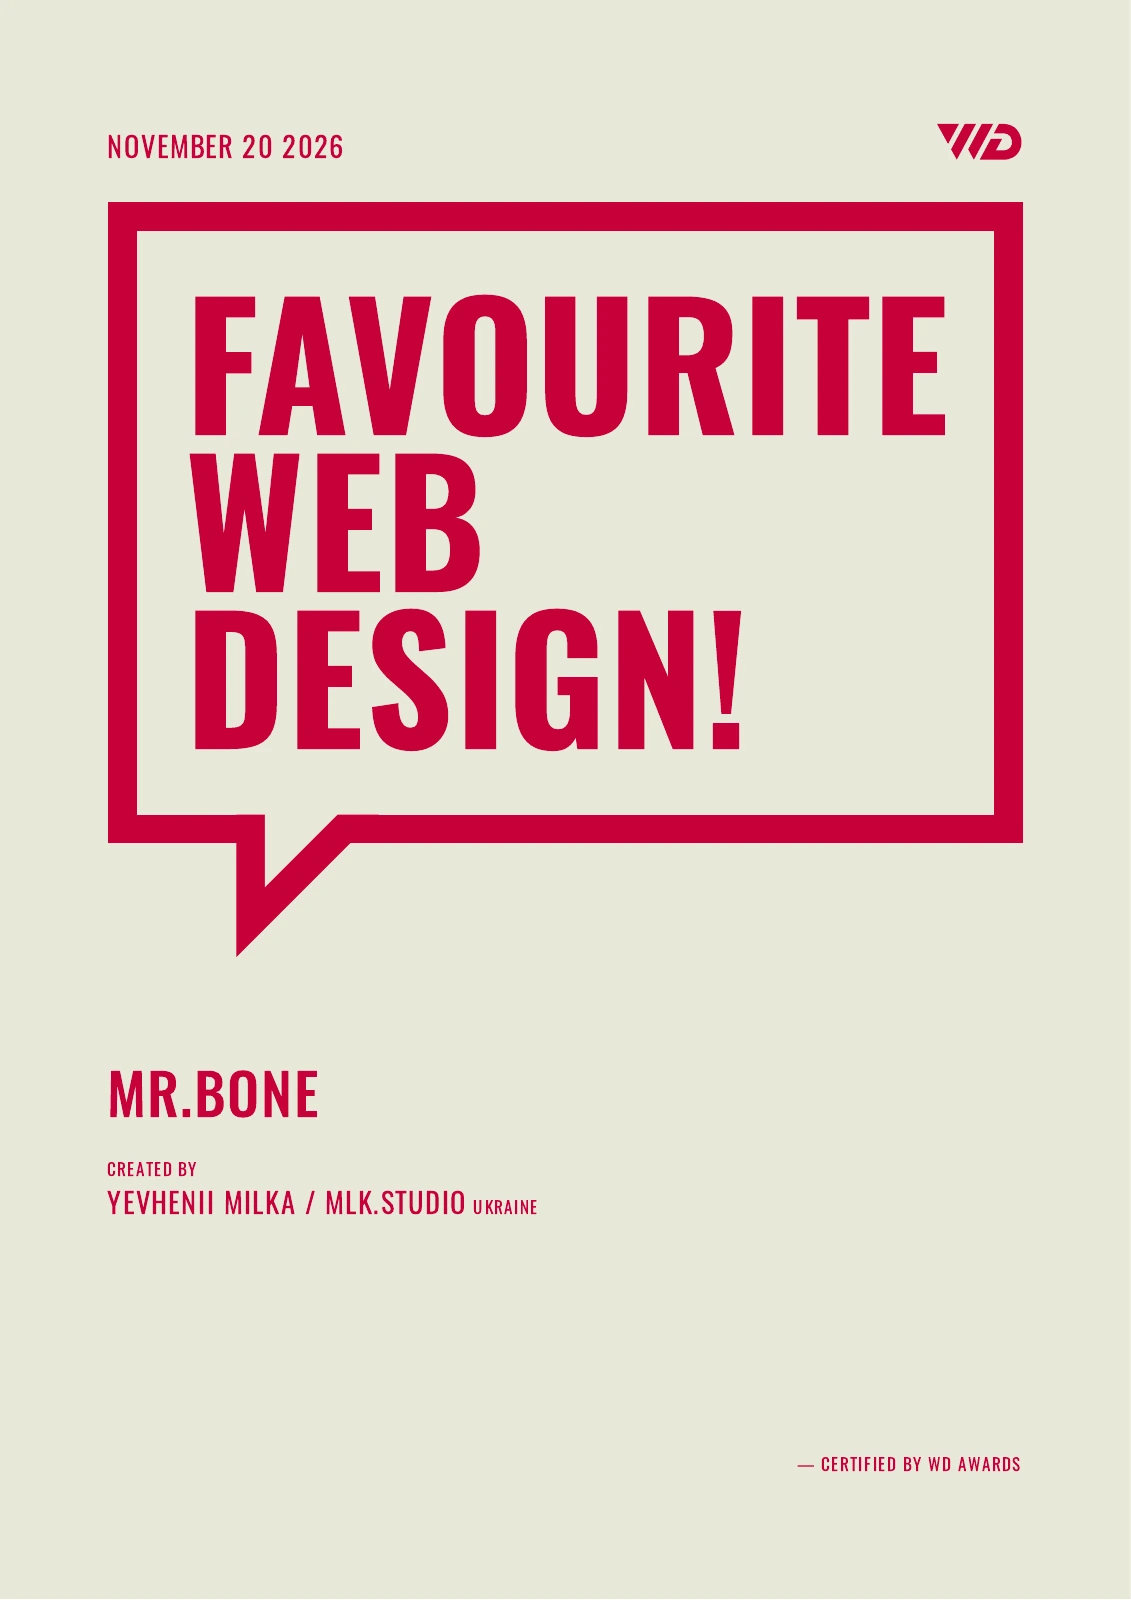 NOVEMBER 20 2026
WD
FAVOURITE
WEB
DESIGN!
MR.BONE
CREATED BY
YEVHENII MILKA / MLK.STUDIO UKRAINE
— CERTIFIED BY WD AWARDS